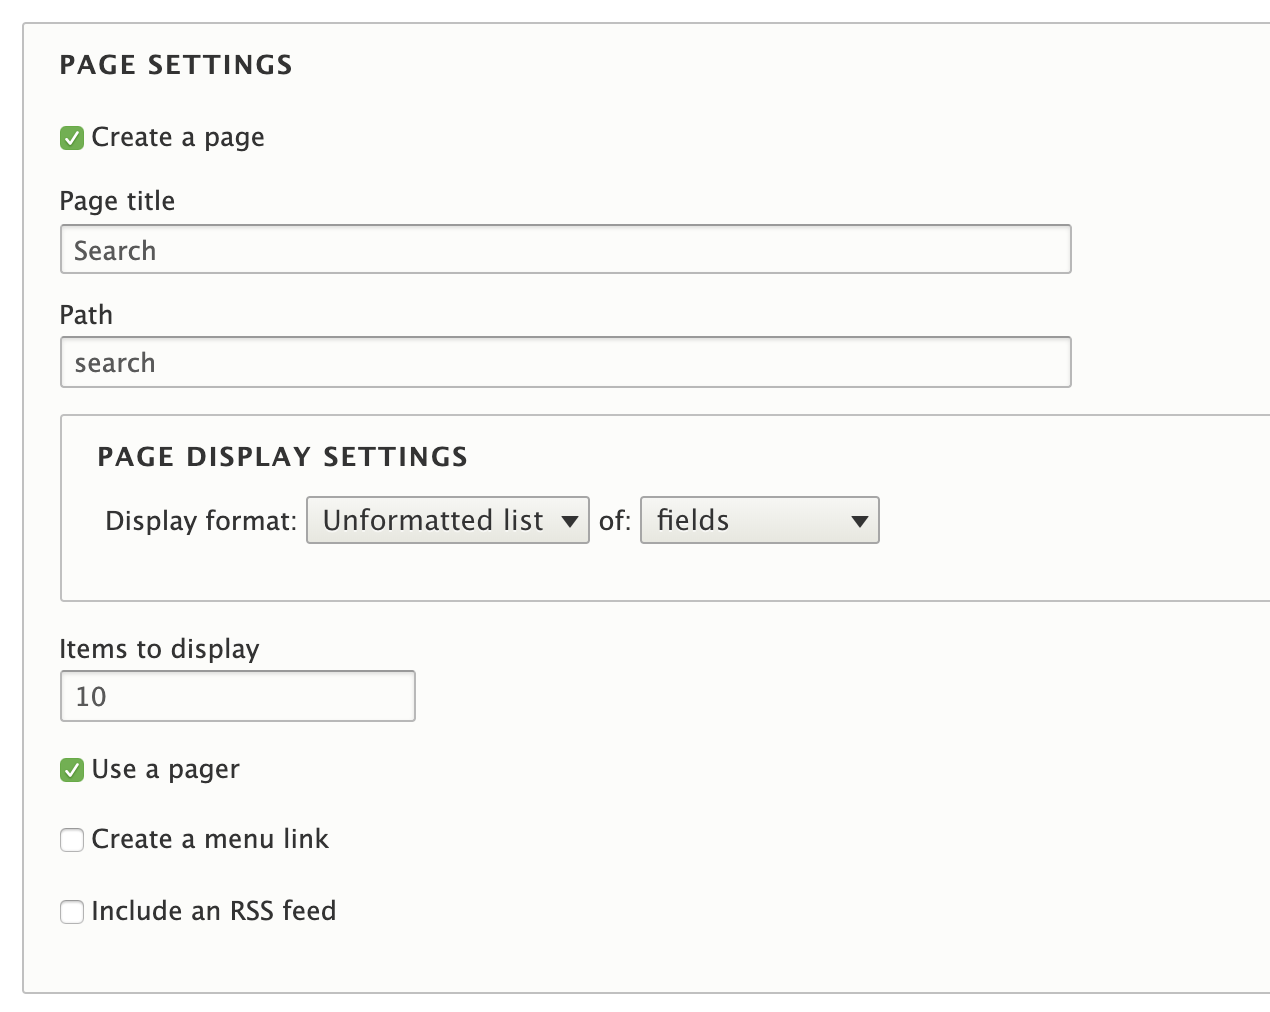 PAGE SETTINGS
Create a page
Page title
Search
Path
search
PAGE DISPLAY SETTINGS
Display format: Unformatted list of: fields
Items to display
10
Use a pager
Create a menu link
Include an RSS feed